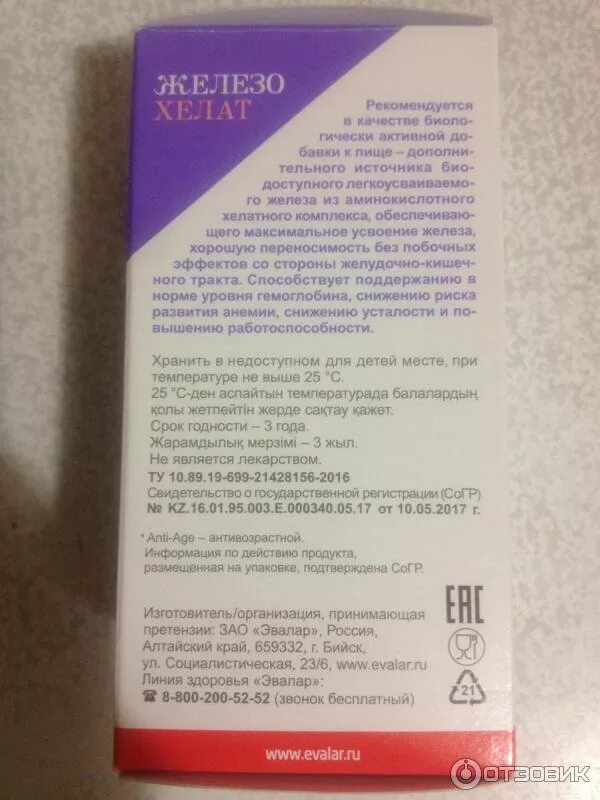 ЖЕЛЕЗО
ХЕЛАТ
Рекомендуется
в качестве биоло-
гически активной до-
бавки к пище – дополни-
тельного источника био-
доступного легкоусваиваемо-
го железа из аминокислотного
хелатного комплекса, обеспечиваю-
щего максимальное усвоение железа,
хорошую переносимость без побочных
эффектов со стороны желудочно-кишеч-
ного тракта. Способствует поддержанию в
норме уровня гемоглобина, снижению риска
развития анемии, снижению усталости и по-
вышению работоспособности.
Хранить в недоступном для детей месте, при
температуре не выше 25 °С.
25 °С-ден аспайтын температурада балалардың
қолы жетпейтін жерде сақтау қажет.
Срок годности – 3 года.
Жарамдылық мерзімі – 3 жыл.
Не является лекарством.
ТУ 10.89.19-699-21428156-2016
Свидетельство о государственной регистрации (СоГР)
№ KZ.16.01.95.003.E.000340.05.17 от 10.05.2017 г.
* Anti-Age – антивозрастной.
Информация по действию продукта,
размещенная на упаковке, подтверждена СоГР.
Изготовитель/организация, принимающая
претензии: ЗАО «Эвалар», Россия,
Алтайский край, 659332, г. Бийск,
ул. Социалистическая, 23/6, www.evalar.ru
Линия здоровья «Эвалар»:
8-800-200-52-52 (звонок бесплатный)
EAC
21
www.evalar.ru
ОТЗОВИК